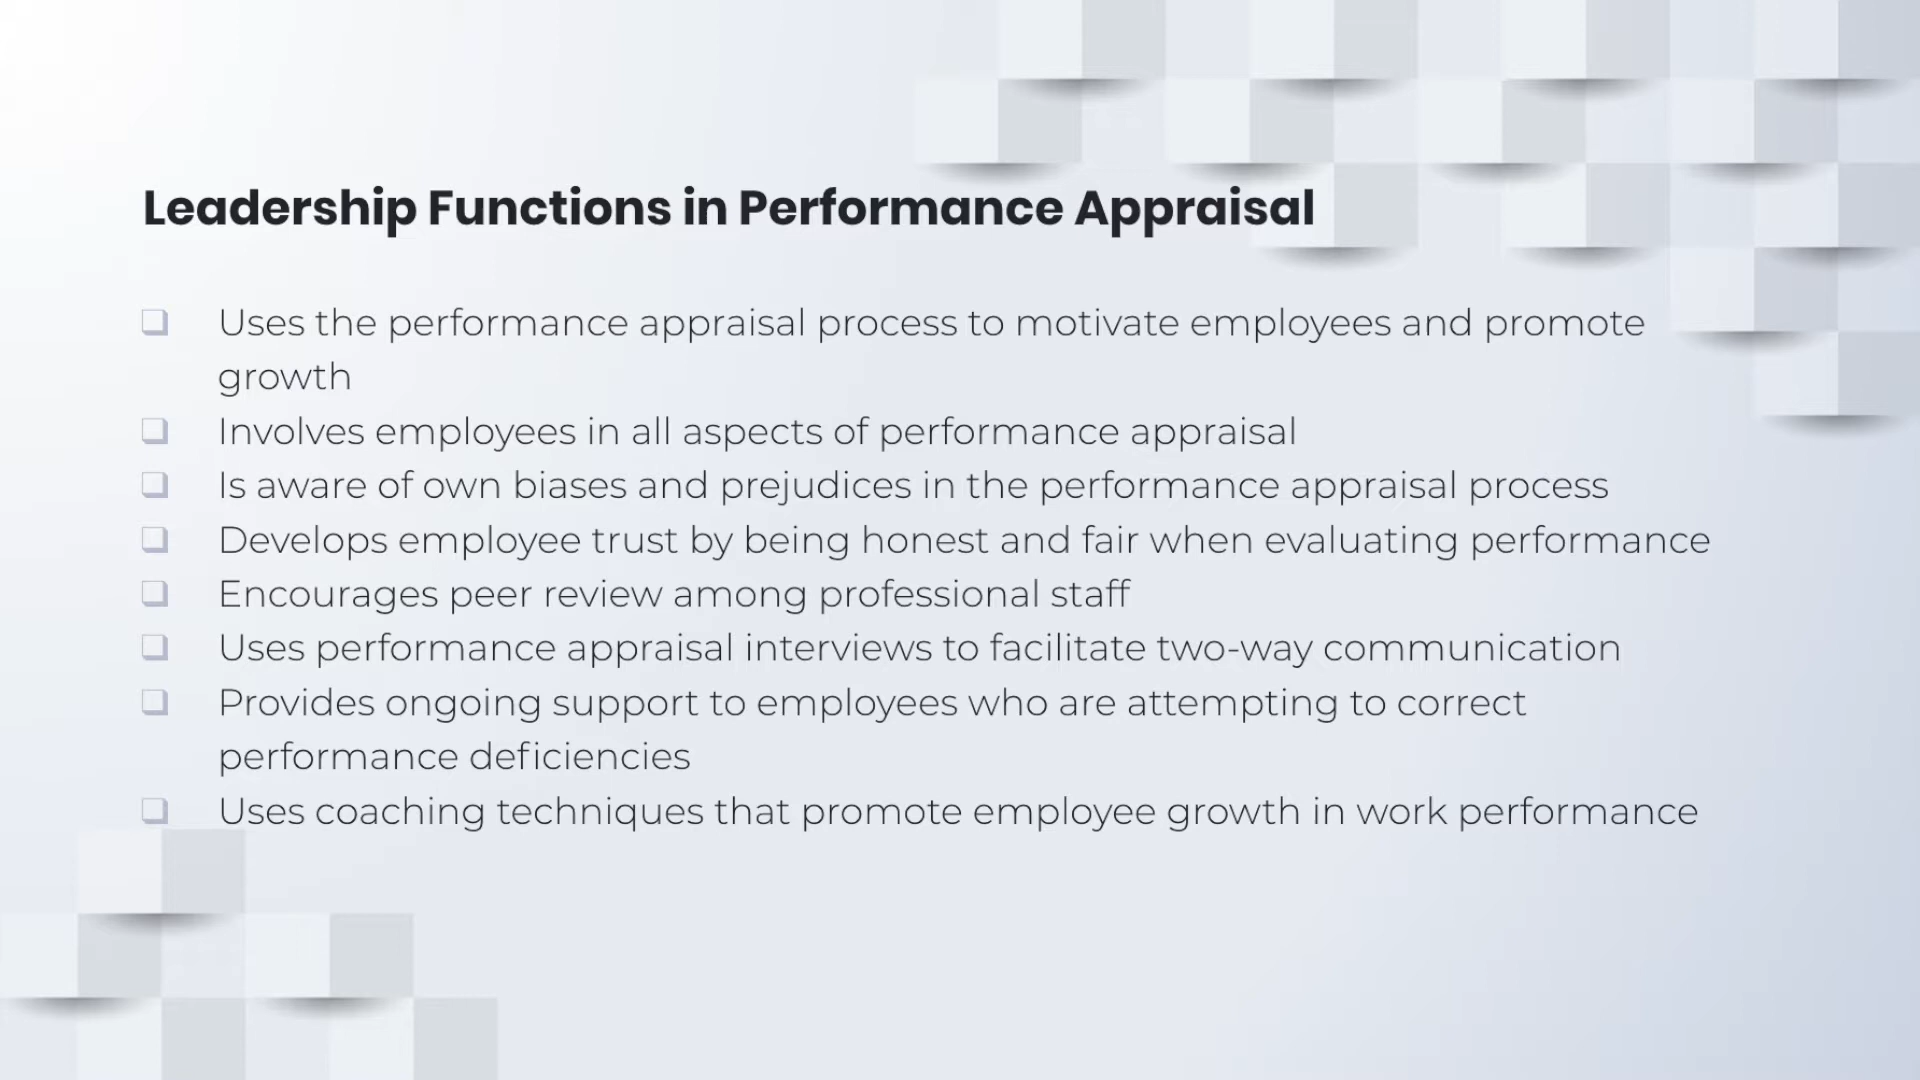 Leadership Functions in Performance Appraisal
Uses the performance appraisal process to motivate employees and promote
growth
Involves employees in all aspects of performance appraisal
Is aware of own biases and prejudices in the performance appraisal process
Develops employee trust by being honest and fair when evaluating performance
Encourages peer review among professional staff
Uses performance appraisal interviews to facilitate two-way communication
Provides ongoing support to employees who are attempting to correct
performance deficiencies
Uses coaching techniques that promote employee growth in work performance